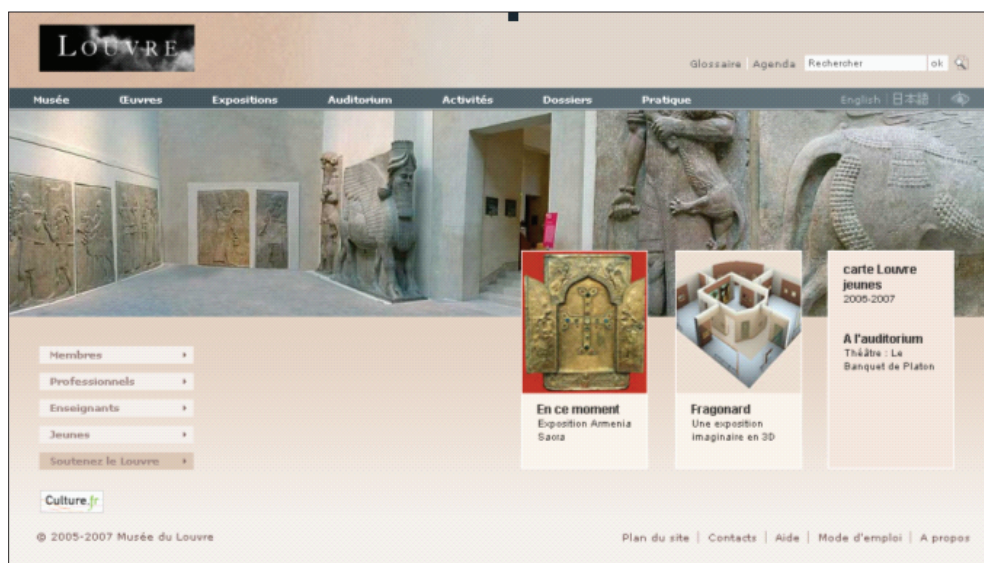 LOUVRE
Glossaire | Agenda Rechercher ok
Musée Œuvres Expositions Auditorium Activités Dossiers Pratique English | 日本語 |
carte Louvre
jeunes
2005-2007
A l'auditorium
Théâtre : Le
Banquet de Platon
En ce moment
Exposition Armenia
Sacra
Fragonard
Une exposition
imaginaire en 3D
Membres
Professionnels
Enseignants
Jeunes
Soutenez le Louvre
Culture.fr
© 2005-2007 Musée du Louvre
Plan du site | Contacts | Aide | Mode d'emploi | A propos